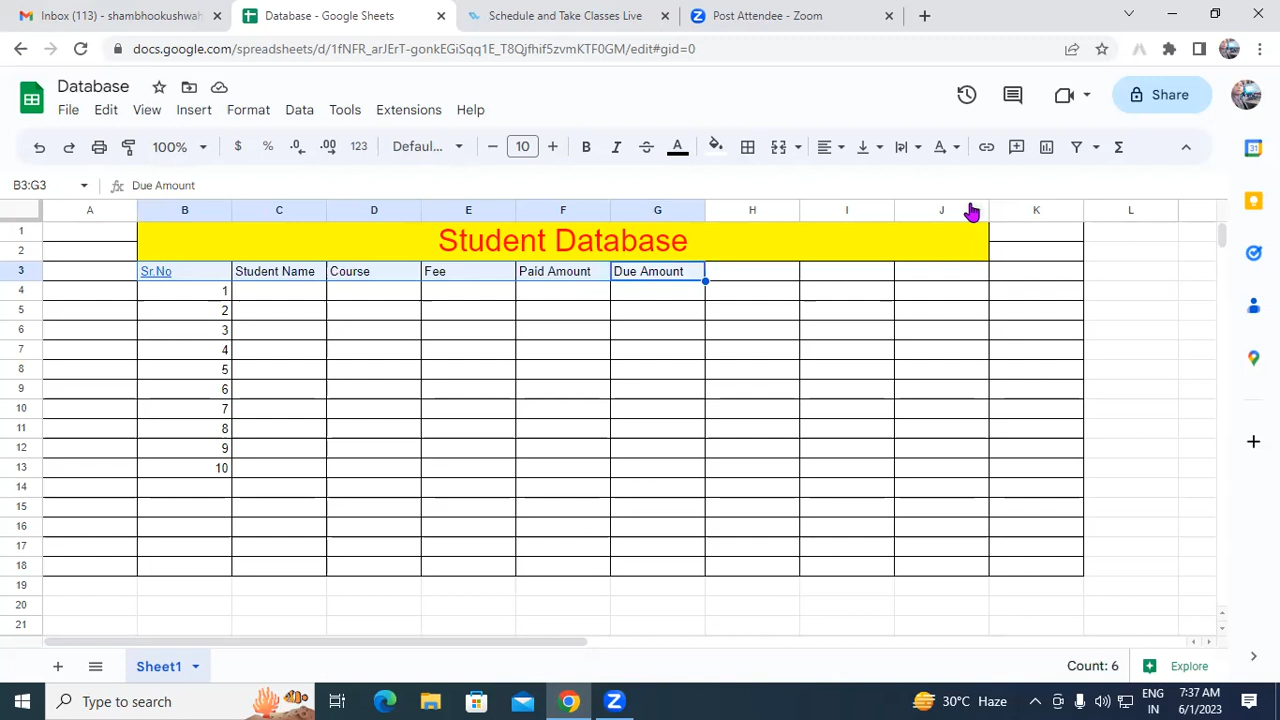 Inbox (113) - shambhookushwah
Database - Google Sheets
Schedule and Take Classes Live
Post Attendee - Zoom
docs.google.com/spreadsheets/d/1fNFR_arJErT-gonkEGiSqq1E_T8Qjfhif5zvmKTF0GM/edit#gid=0
Database
File Edit View Insert Format Data Tools Extensions Help
Share
100% $ % .0 .00 123 Defaul... 10 B I A
B3:G3 fx Due Amount
A B C D E F G H I J K L
1 Student Database
2
3 Sr.No Student Name Course Fee Paid Amount Due Amount
4 1
5 2
6 3
7 4
8 5
9 6
10 7
11 8
12 9
13 10
14
15
16
17
18
19
20
21
Sheet1 Count: 6 Explore
Type here to search 30°C Haze ENG 7:37 AM
IN 6/1/2023